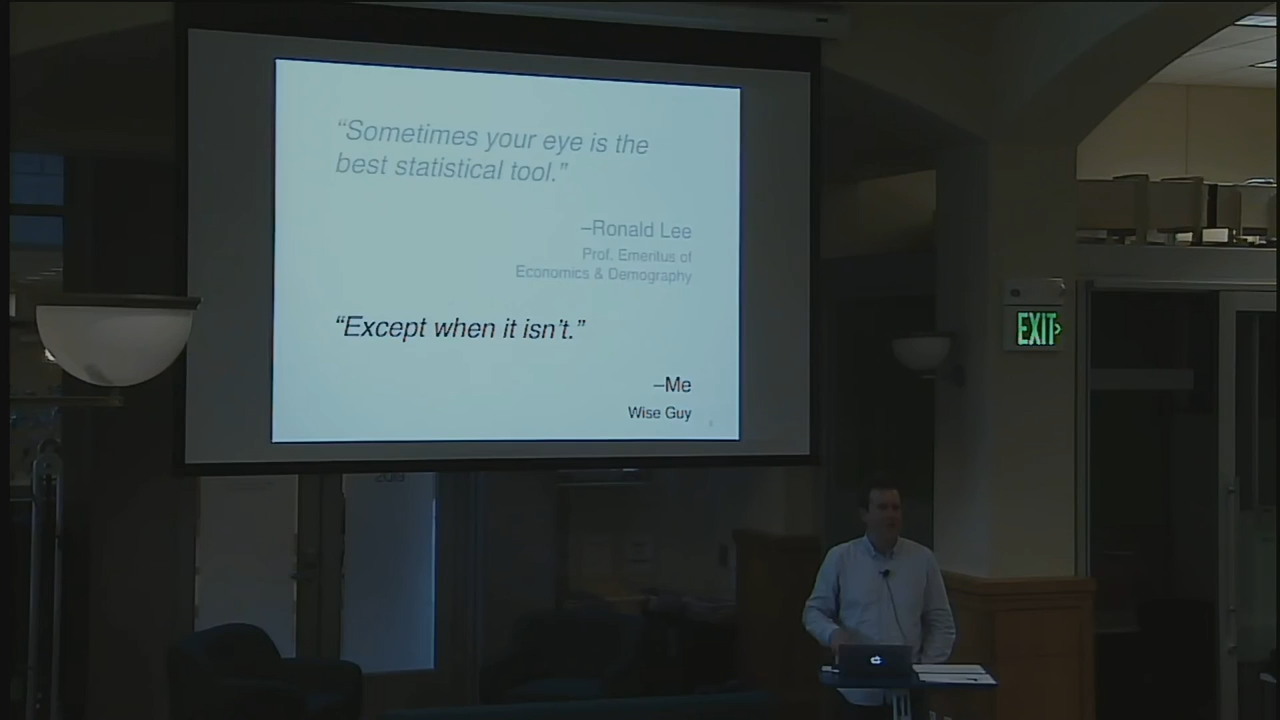 “Sometimes your eye is the
best statistical tool.”
–Ronald Lee
Prof. Emeritus of
Economics & Demography
“Except when it isn’t.”
–Me
Wise Guy
EXIT